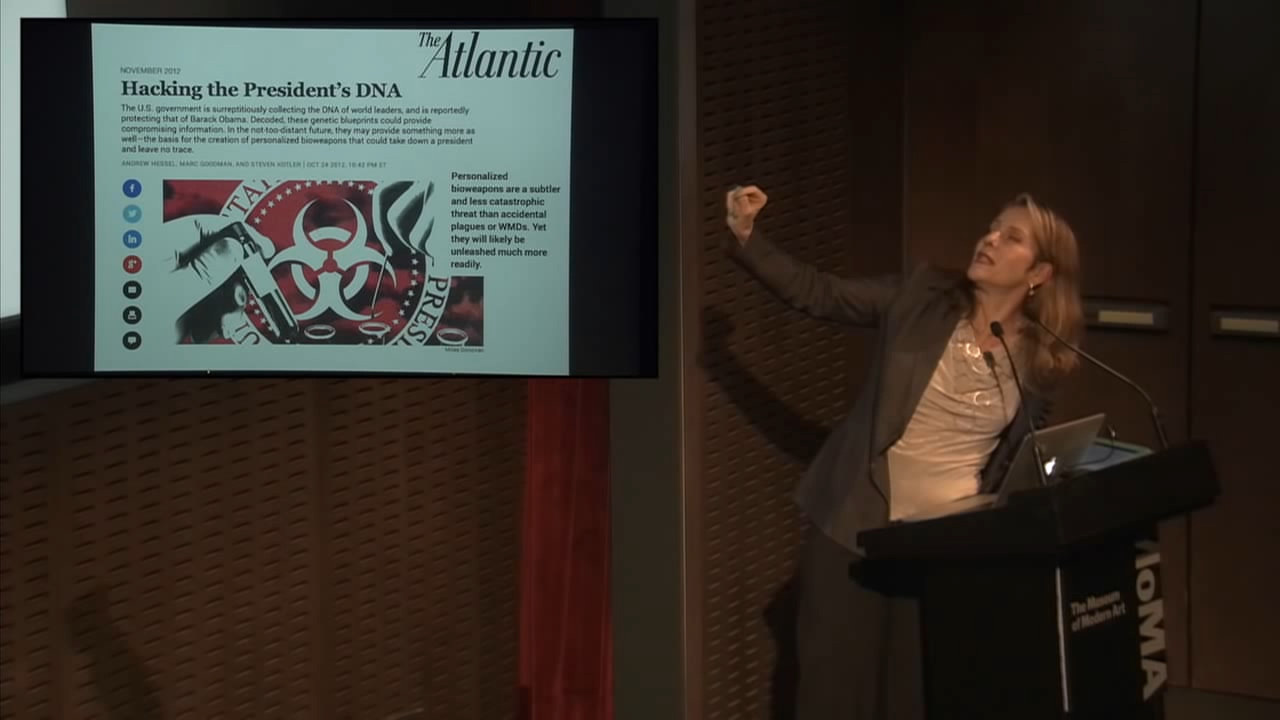 The Atlantic
NOVEMBER 2012
Hacking the President's DNA
The U.S. government is surreptitiously collecting the DNA of world leaders, and is reportedly
protecting that of Barack Obama. Decoded, these genetic blueprints could provide
compromising information. In the not-too-distant future, they may provide something more as
well—the basis for the creation of personalized bioweapons that could take down a president
and leave no trace.
ANDREW HESSEL, MARC GOODMAN, AND STEVEN KOTLER | OCT 24 2012, 10:42 PM ET
Personalized
bioweapons are a subtler
and less catastrophic
threat than accidental
plagues or WMDs. Yet
they will likely be
unleashed much more
readily.
f
in
g+
TAT
PRES
The Museum
of Modern Art
MoMA